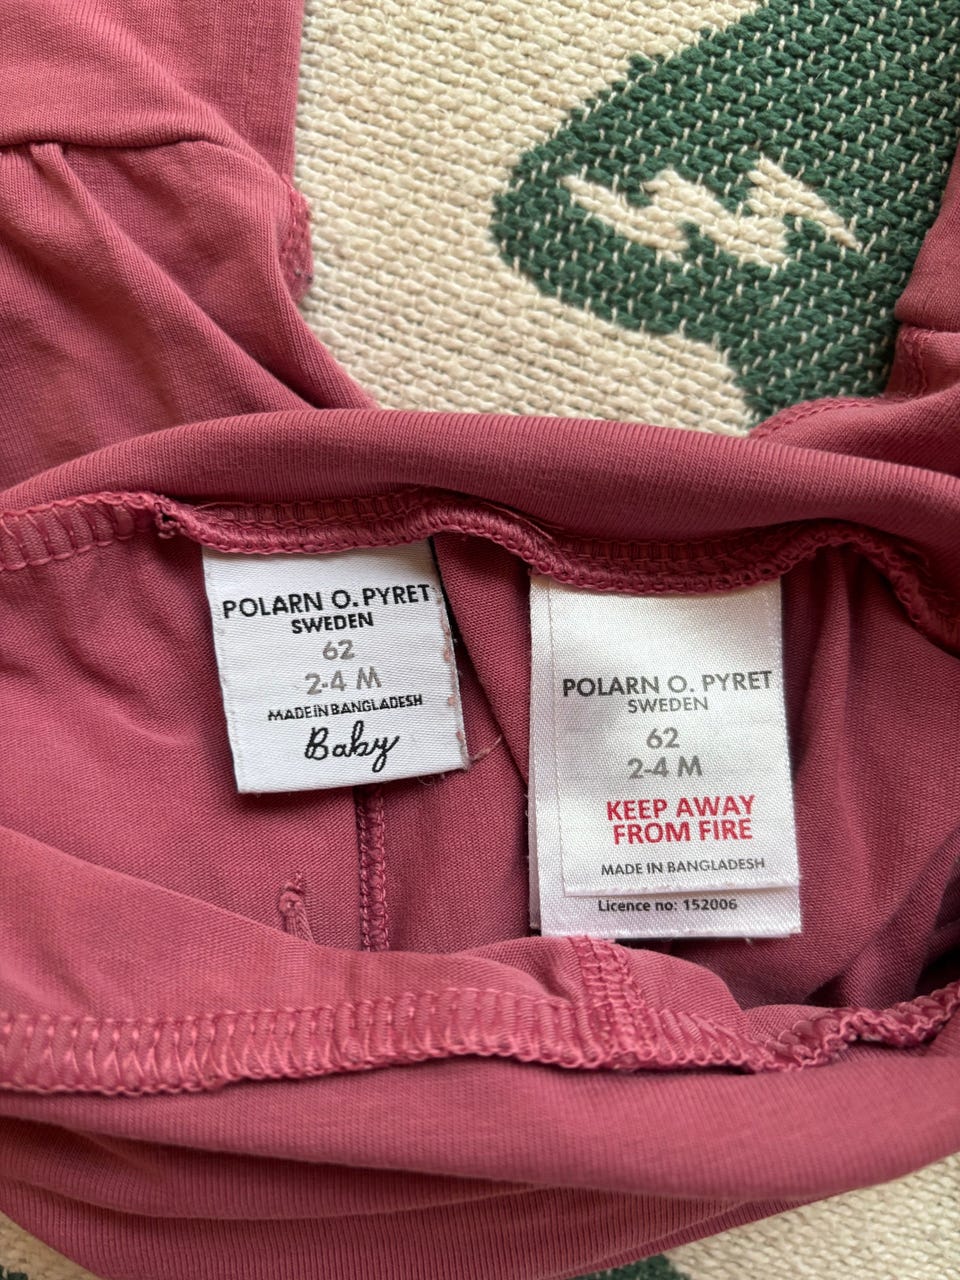 POLARN O. PYRET
SWEDEN
62
2-4 M
MADE IN BANGLADESH
Baby
POLARN O. PYRET
SWEDEN
62
2-4 M
KEEP AWAY
FROM FIRE
MADE IN BANGLADESH
Licence no: 152006